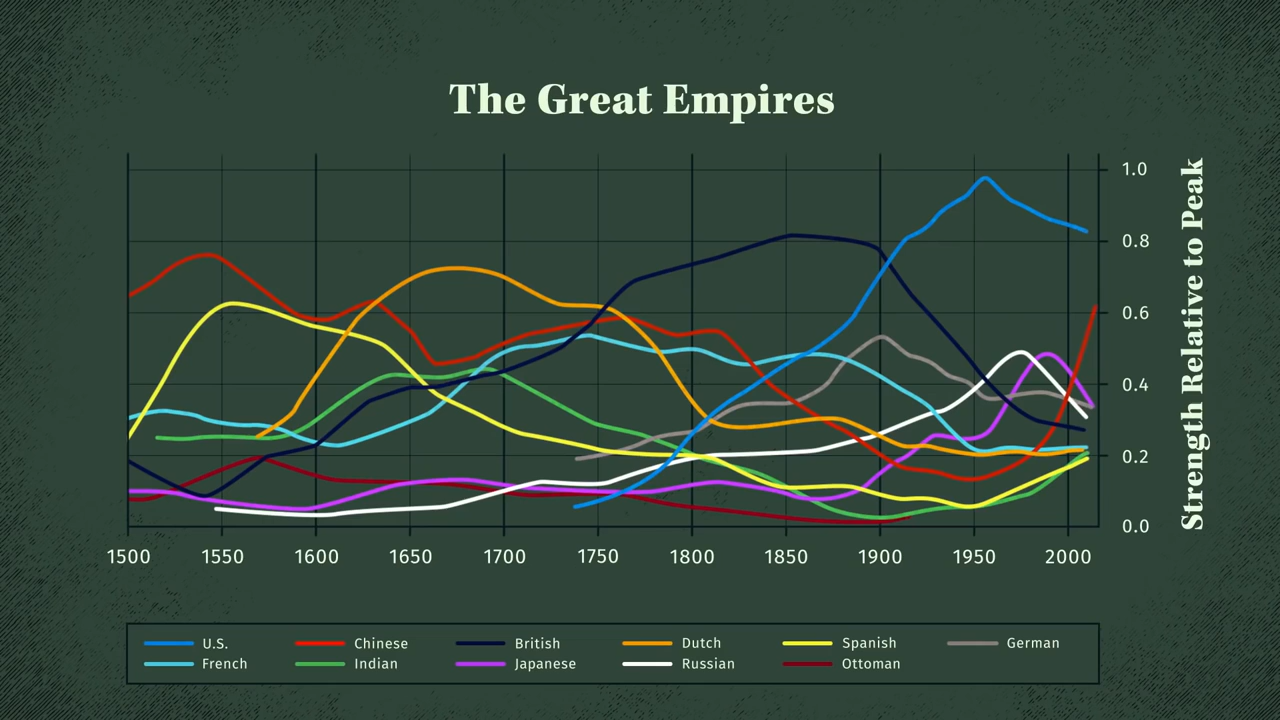 The Great Empires
1.0
0.8
0.6
0.4
0.2
0.0
Strength Relative to Peak
1500 1550 1600 1650 1700 1750 1800 1850 1900 1950 2000
U.S. Chinese British Dutch Spanish German
French Indian Japanese Russian Ottoman